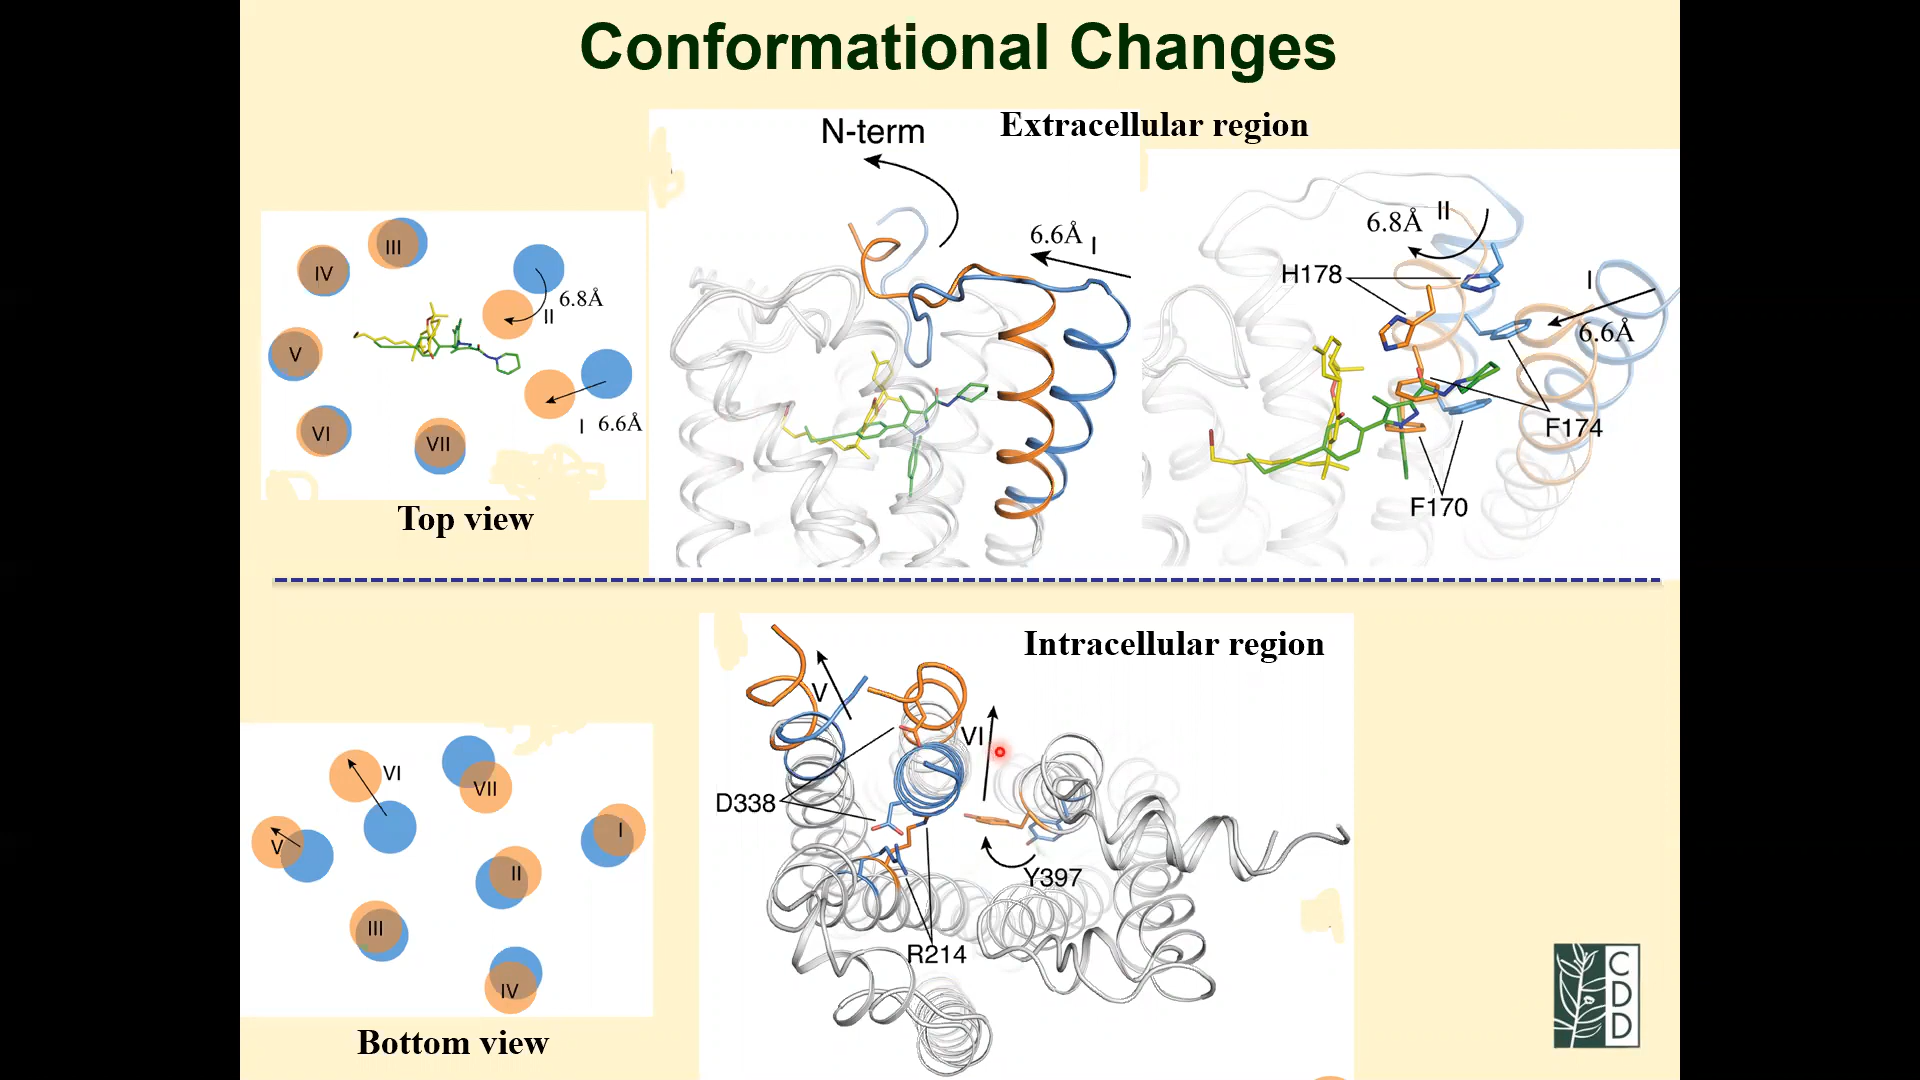 Conformational Changes
N-term
Extracellular region
6.6Å I
6.8Å II
H178
I
6.6Å
F174
F170
III
IV
6.8Å
II
V
VI
VII
I 6.6Å
Top view
Intracellular region
V
VI
D338
Y397
R214
VI
VII
V
I
II
III
IV
Bottom view
C
D
D